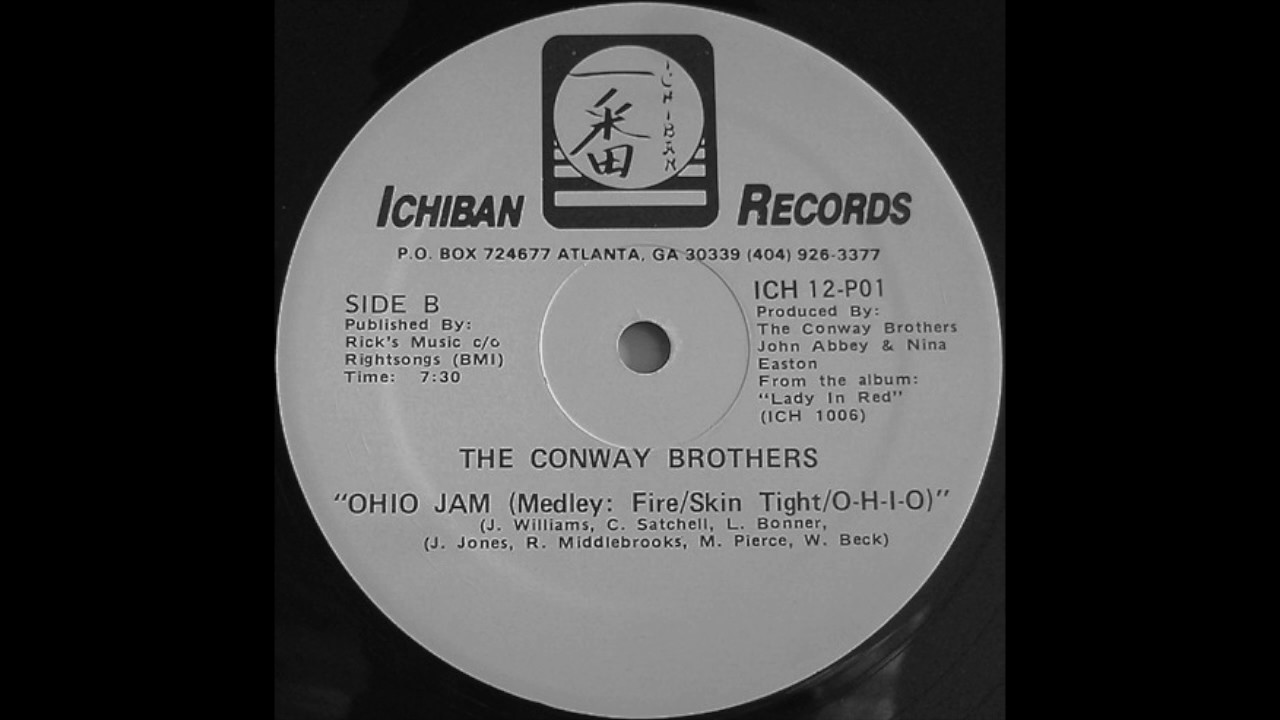 一番
ICHIBAN
ICHIBAN RECORDS
P.O. BOX 724677 ATLANTA, GA 30339 (404) 926-3377
SIDE B
Published By:
Rick's Music c/o
Rightsongs (BMI)
Time: 7:30
ICH 12-P01
Produced By:
The Conway Brothers
John Abbey & Nina
Easton
From the album:
"Lady In Red"
(ICH 1006)
THE CONWAY BROTHERS
"OHIO JAM (Medley: Fire/Skin Tight/O-H-I-O)"
(J. Williams, C. Satchell, L. Bonner,
(J. Jones, R. Middlebrooks, M. Pierce, W. Beck)